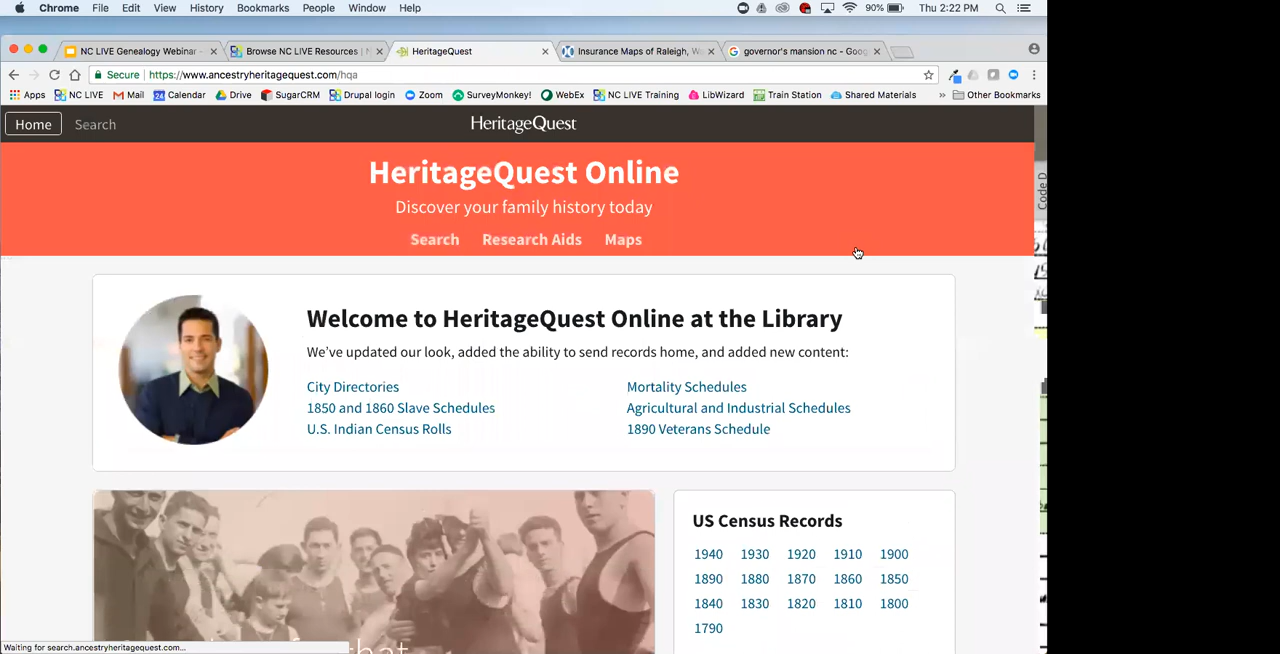 Chrome File Edit View History Bookmarks People Window Help 90% Thu 2:22 PM
NC LIVE Genealogy Webinar - Browse NC LIVE Resources | HeritageQuest Insurance Maps of Raleigh, governor's mansion nc - Goo
Secure https://www.ancestryheritagequest.com/hqa
Apps NC LIVE Mail Calendar Drive SugarCRM Drupal login Zoom SurveyMonkey! WebEx NC LIVE Training LibWizard Train Station Shared Materials » Other Bookmarks
Home Search HeritageQuest
HeritageQuest Online
Discover your family history today
Code D
Search Research Aids Maps
Welcome to HeritageQuest Online at the Library
We've updated our look, added the ability to send records home, and added new content:
City Directories Mortality Schedules
1850 and 1860 Slave Schedules Agricultural and Industrial Schedules
U.S. Indian Census Rolls 1890 Veterans Schedule
US Census Records
1940 1930 1920 1910 1900
1890 1880 1870 1860 1850
1840 1830 1820 1810 1800
1790
Waiting for search.ancestryheritagequest.com...